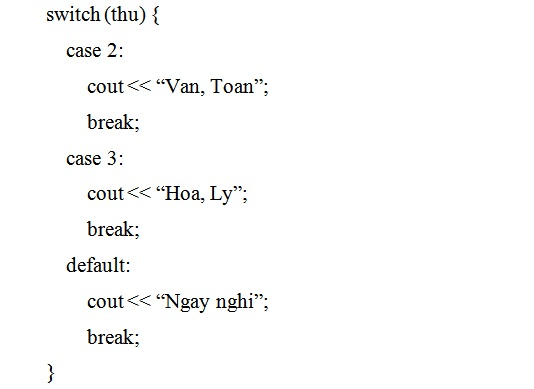 switch (thu) {
case 2:
cout << “Van, Toan”;
break;
case 3:
cout << “Hoa, Ly”;
break;
default:
cout << “Ngay nghi”;
break;
}